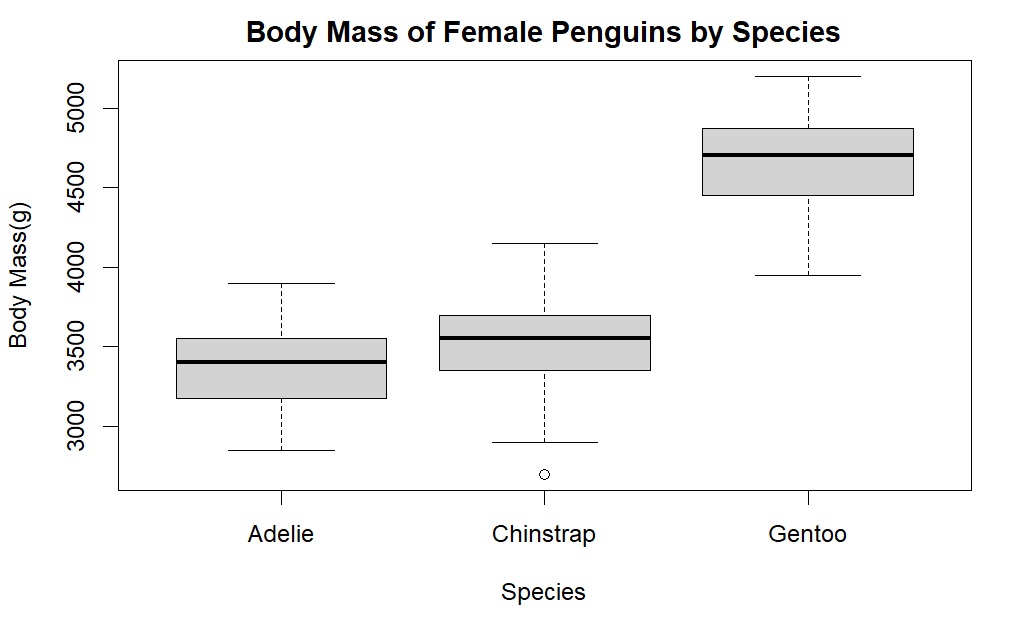 Body Mass of Female Penguins by Species
Body Mass(g)
5000
4500
4000
3500
3000
Adelie Chinstrap Gentoo
Species